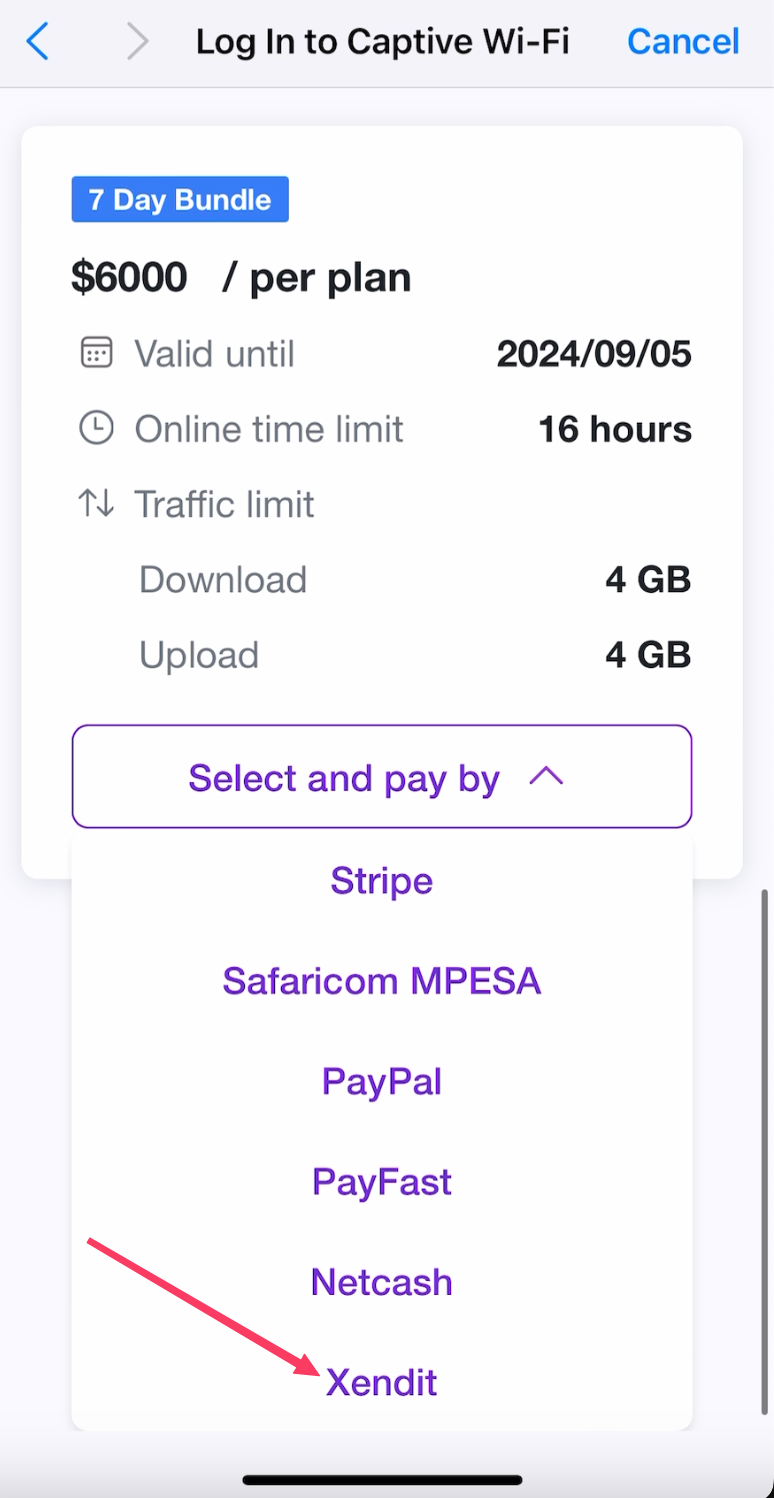 Log In to Captive Wi-Fi Cancel
7 Day Bundle
$6000 / per plan
Valid until 2024/09/05
Online time limit 16 hours
Traffic limit
Download 4 GB
Upload 4 GB
Select and pay by
Stripe
Safaricom MPESA
PayPal
PayFast
Netcash
Xendit